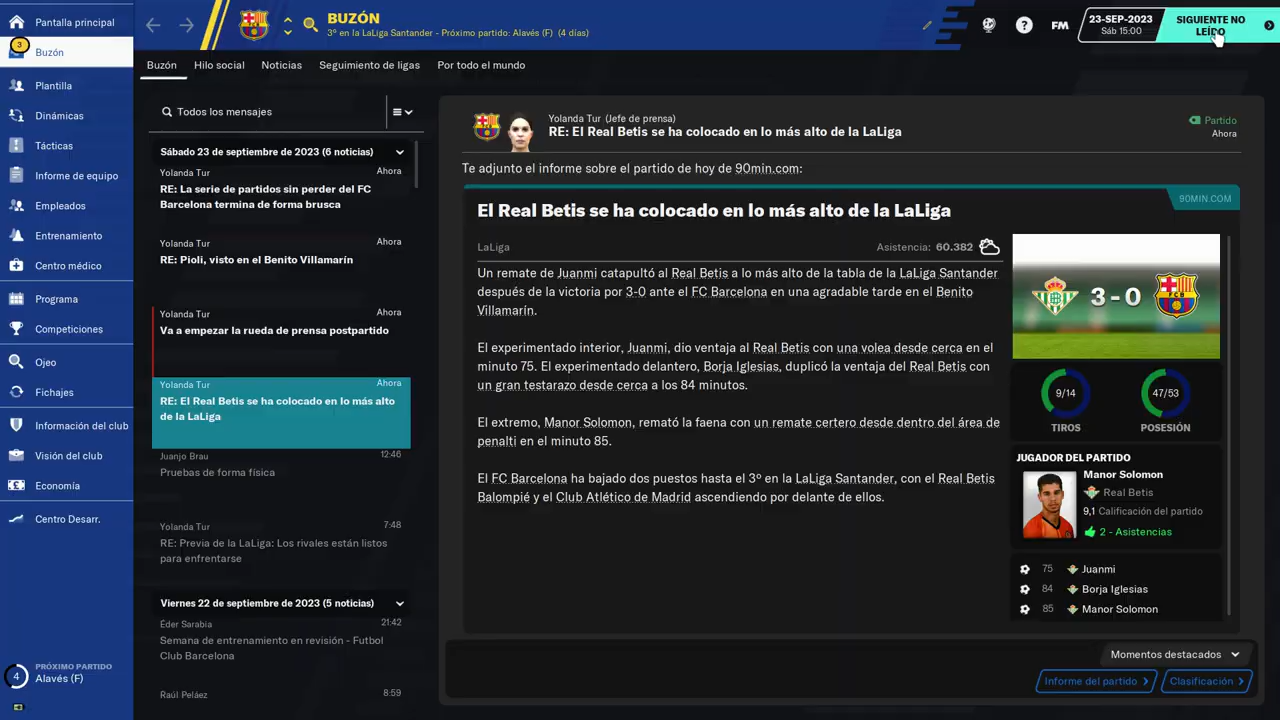 Pantalla principal
3
Buzón
Plantilla
Dinámicas
Tácticas
Informe de equipo
Empleados
Entrenamiento
Centro médico
Programa
Competiciones
Ojeo
Fichajes
Información del club
Visión del club
Economía
Centro Desarr.
4
PRÓXIMO PARTIDO
Alavés (F)
BUZÓN
3º en la LaLiga Santander - Próximo partido: Alavés (F) (4 días)
?
FM
23-SEP-2023
Sáb 15:00
SIGUIENTE NO LEÍDO
Buzón
Hilo social
Noticias
Seguimiento de ligas
Por todo el mundo
Todos los mensajes
Sábado 23 de septiembre de 2023 (6 noticias)
Yolanda Tur
Ahora
RE: La serie de partidos sin perder del FC
Barcelona termina de forma brusca
Yolanda Tur
Ahora
RE: Pioli, visto en el Benito Villamarín
Yolanda Tur
Ahora
Va a empezar la rueda de prensa postpartido
Yolanda Tur
Ahora
RE: El Real Betis se ha colocado en lo más alto
de la LaLiga
Juanjo Brau
12:46
Pruebas de forma física
Yolanda Tur
7:48
RE: Previa de la LaLiga: Los rivales están listos
para enfrentarse
Viernes 22 de septiembre de 2023 (5 noticias)
Éder Sarabia
21:42
Semana de entrenamiento en revisión - Futbol
Club Barcelona
Raúl Peláez
8:59
Yolanda Tur (Jefe de prensa)
RE: El Real Betis se ha colocado en lo más alto de la LaLiga
Partido
Ahora
Te adjunto el informe sobre el partido de hoy de 90min.com:
90MIN.COM
El Real Betis se ha colocado en lo más alto de la LaLiga
LaLiga
Asistencia: 60.382
Un remate de Juanmi catapultó al Real Betis a lo más alto de la tabla de la LaLiga Santander
después de la victoria por 3-0 ante el FC Barcelona en una agradable tarde en el Benito
Villamarín.
El experimentado interior, Juanmi, dio ventaja al Real Betis con una volea desde cerca en el
minuto 75. El experimentado delantero, Borja Iglesias, duplicó la ventaja del Real Betis con
un gran testarazo desde cerca a los 84 minutos.
El extremo, Manor Solomon, remató la faena con un remate certero desde dentro del área de
penalti en el minuto 85.
El FC Barcelona ha bajado dos puestos hasta el 3º en la LaLiga Santander, con el Real Betis
Balompié y el Club Atlético de Madrid ascendiendo por delante de ellos.
3 - 0
9/14
TIROS
47/53
POSESIÓN
JUGADOR DEL PARTIDO
Manor Solomon
Real Betis
9,1 Calificación del partido
2 - Asistencias
75 Juanmi
84 Borja Iglesias
85 Manor Solomon
Momentos destacados
Informe del partido
Clasificación